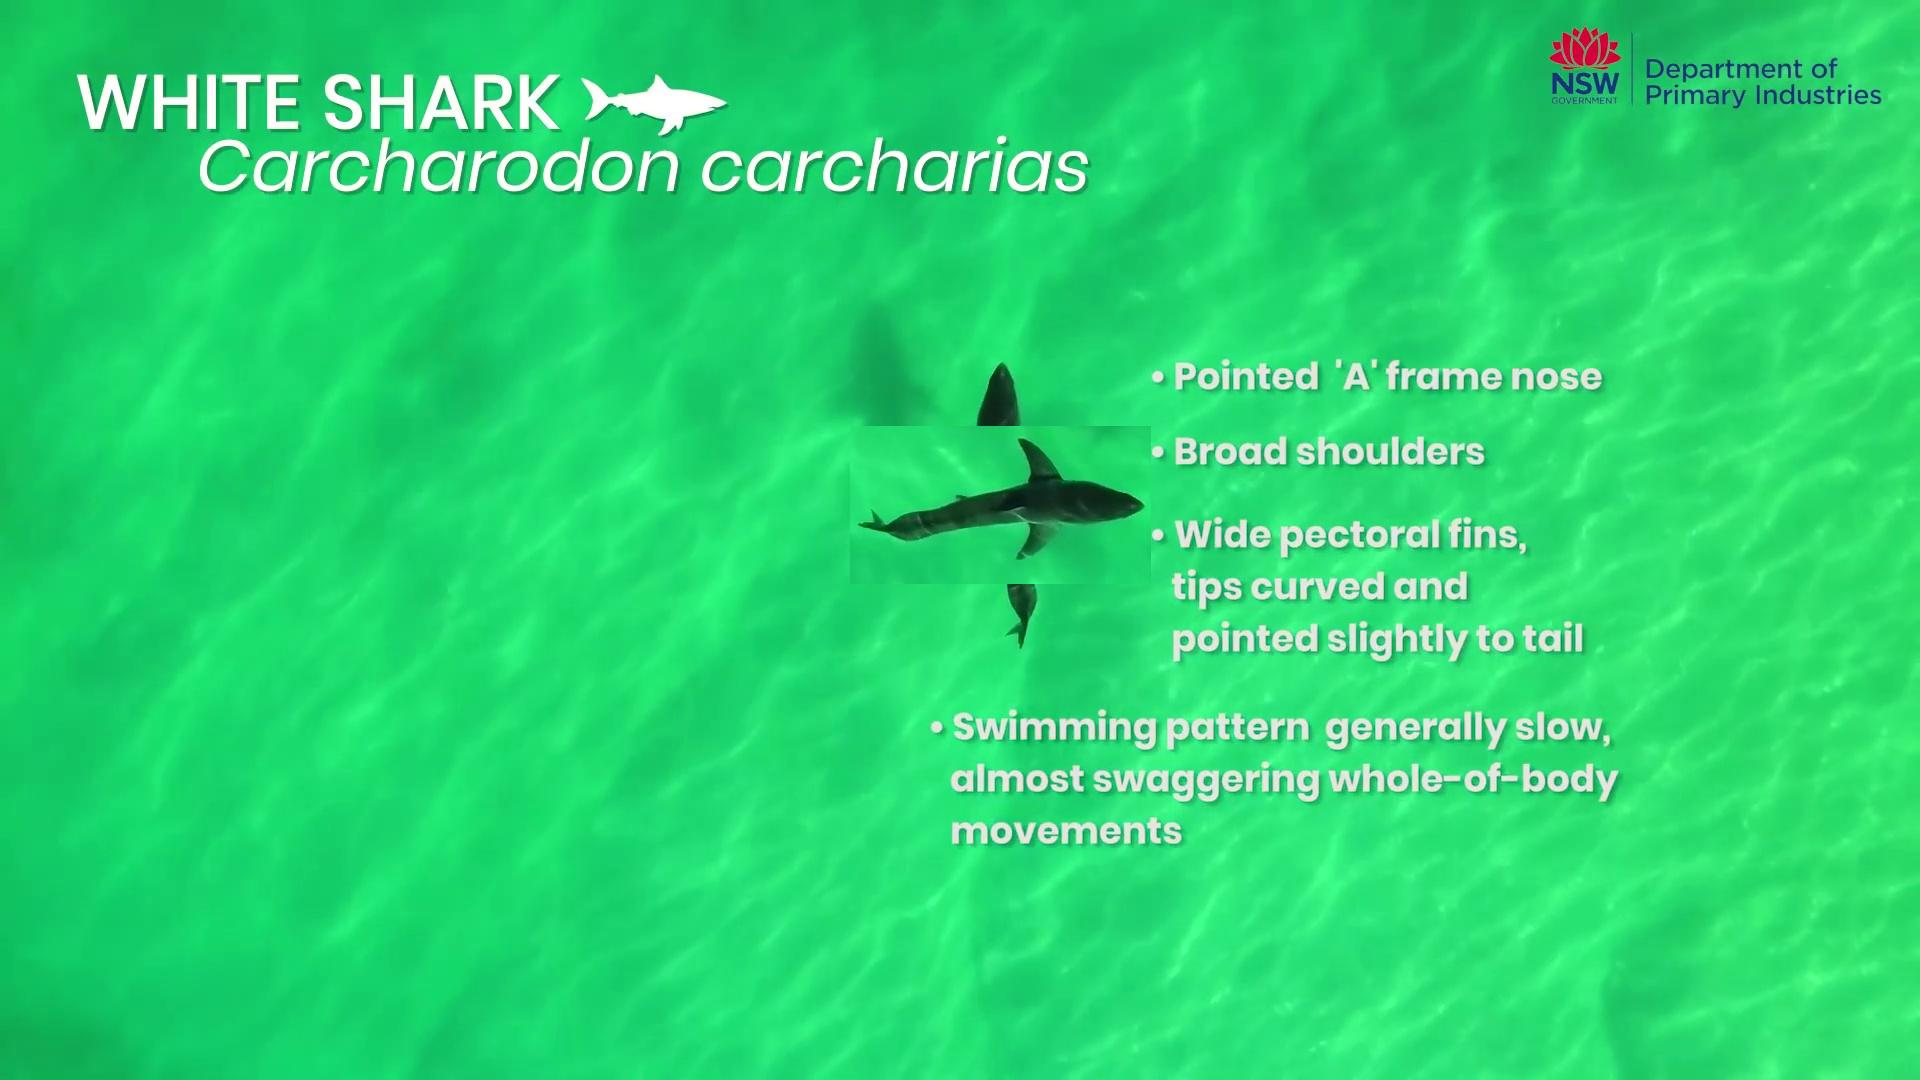 WHITE SHARK
Carcharodon carcharias
NSW
GOVERNMENT
Department of
Primary Industries
• Pointed 'A' frame nose
• Broad shoulders
• Wide pectoral fins,
tips curved and
pointed slightly to tail
• Swimming pattern generally slow,
almost swaggering whole-of-body
movements